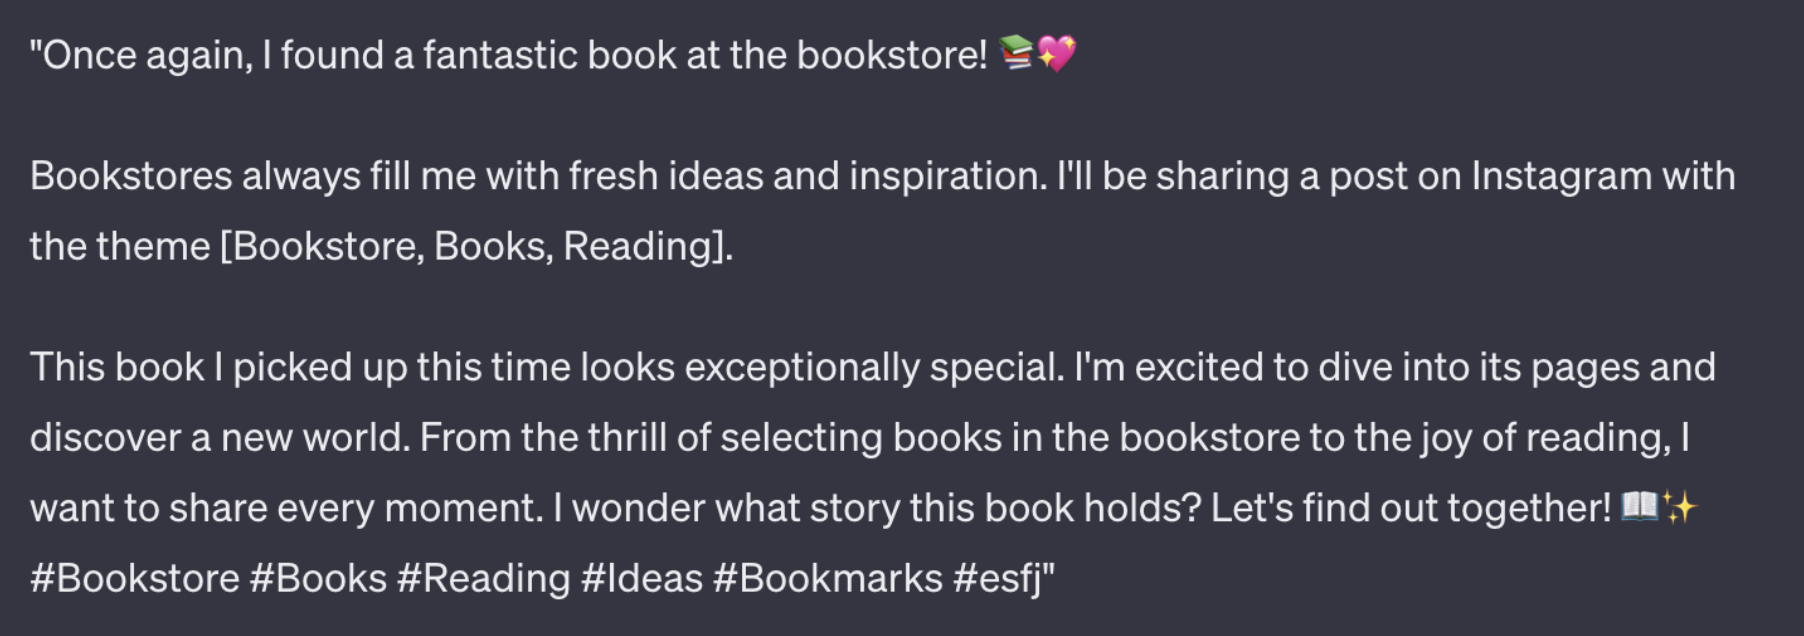 "Once again, I found a fantastic book at the bookstore! 📚💖
Bookstores always fill me with fresh ideas and inspiration. I'll be sharing a post on Instagram with
the theme [Bookstore, Books, Reading].
This book I picked up this time looks exceptionally special. I'm excited to dive into its pages and
discover a new world. From the thrill of selecting books in the bookstore to the joy of reading, I
want to share every moment. I wonder what story this book holds? Let's find out together! 📖✨
#Bookstore #Books #Reading #Ideas #Bookmarks #esfj"